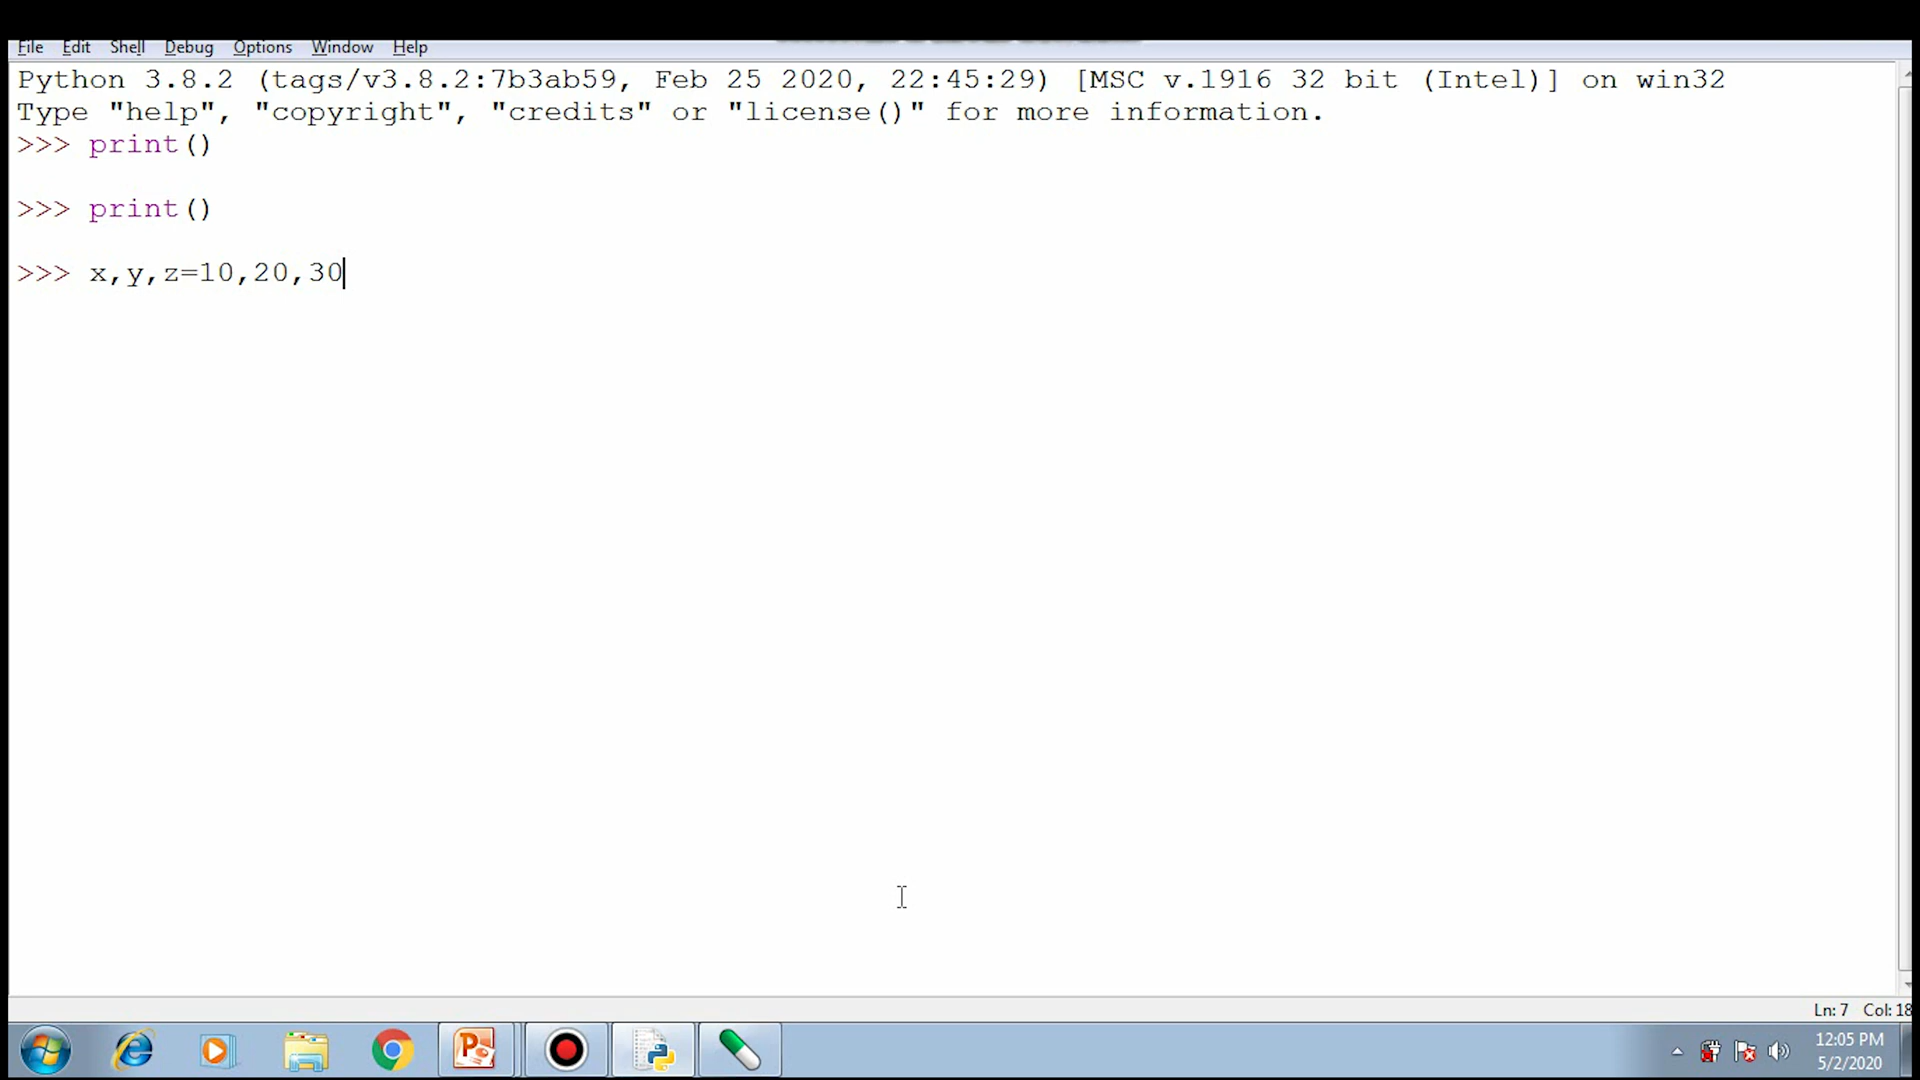 File Edit Shell Debug Options Window Help
Python 3.8.2 (tags/v3.8.2:7b3ab59, Feb 25 2020, 22:45:29) [MSC v.1916 32 bit (Intel)] on win32
Type "help", "copyright", "credits" or "license()" for more information.
>>> print()
>>> print()
>>> x,y,z=10,20,30
Ln: 7 Col: 18
12:05 PM
5/2/2020